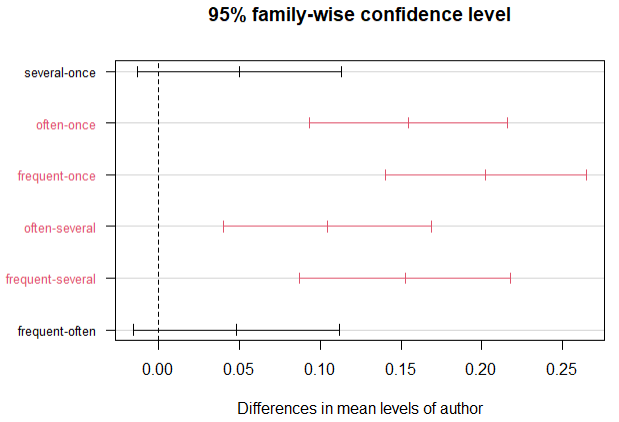 95% family-wise confidence level
several-once
often-once
frequent-once
often-several
frequent-several
frequent-often
0.00 0.05 0.10 0.15 0.20 0.25
Differences in mean levels of author